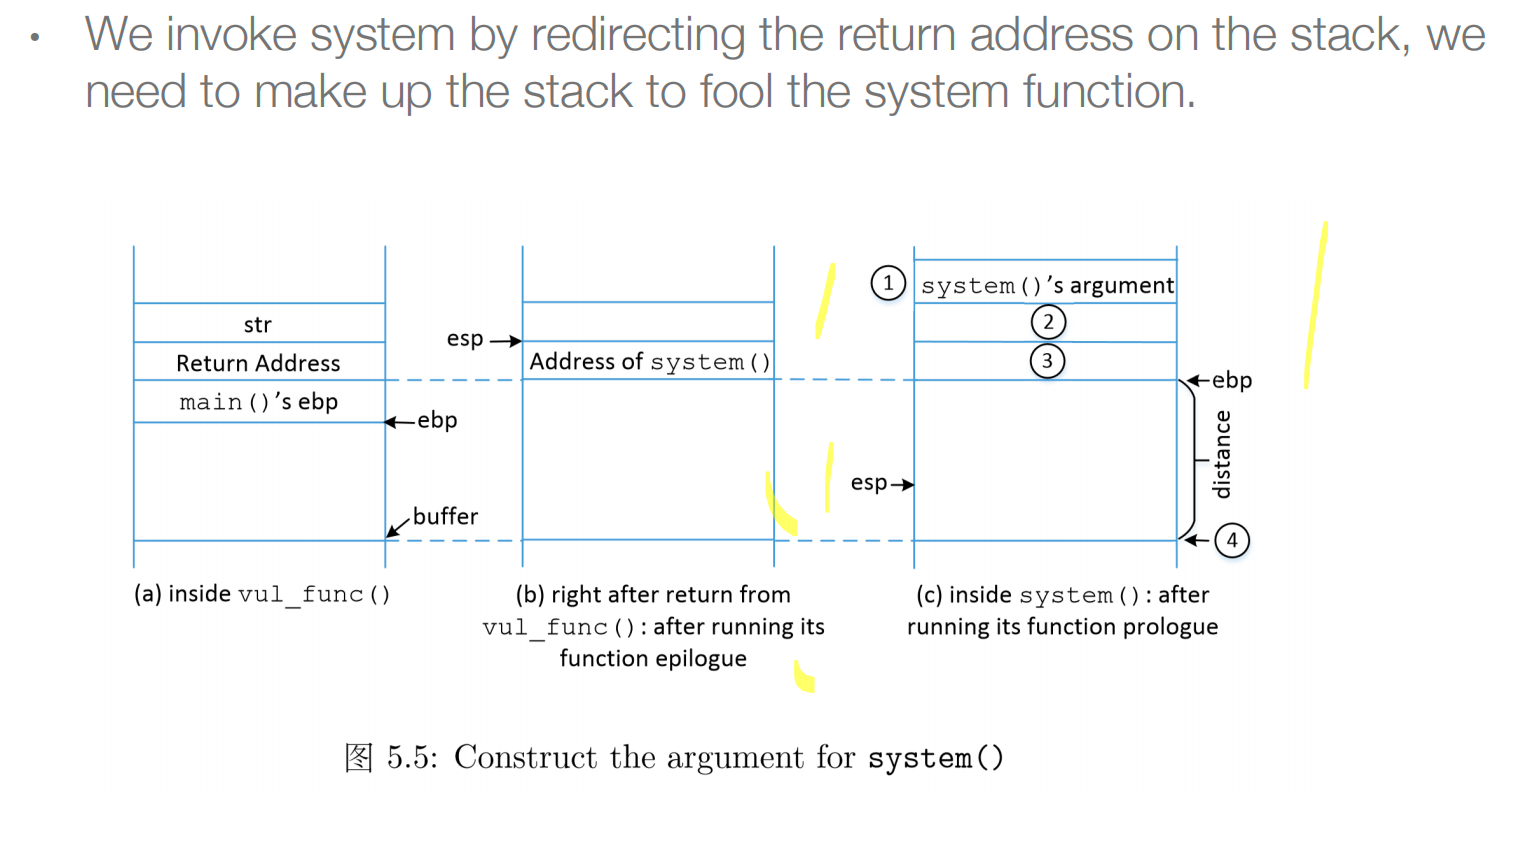 • We invoke system by redirecting the return address on the stack, we
need to make up the stack to fool the system function.
str
Return Address
main()'s ebp
←ebp
buffer
(a) inside vul_func()
esp
Address of system()
(b) right after return from
vul_func(): after running its
function epilogue
① system()'s argument
②
③
←ebp
distance
esp
④
(c) inside system(): after
running its function prologue
图 5.5: Construct the argument for system()